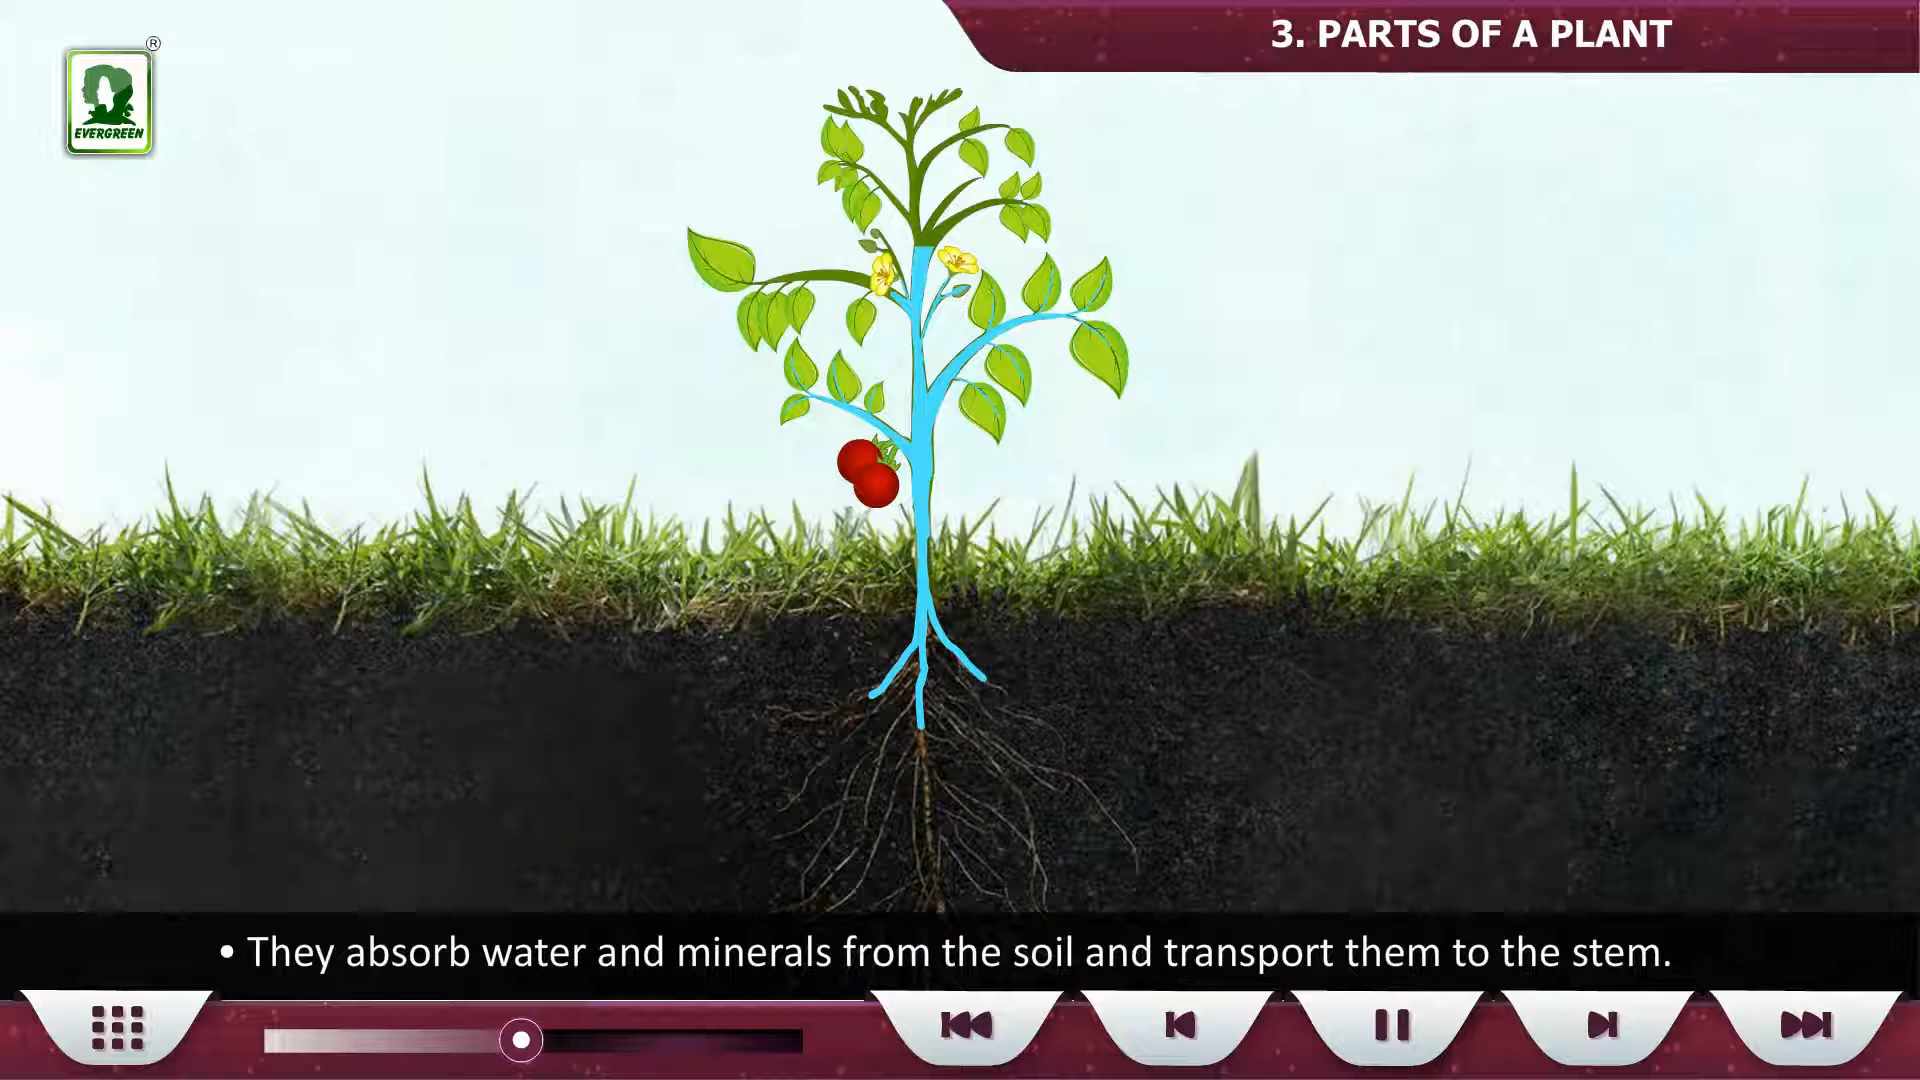 3. PARTS OF A PLANT
®
EVERGREEN
• They absorb water and minerals from the soil and transport them to the stem.